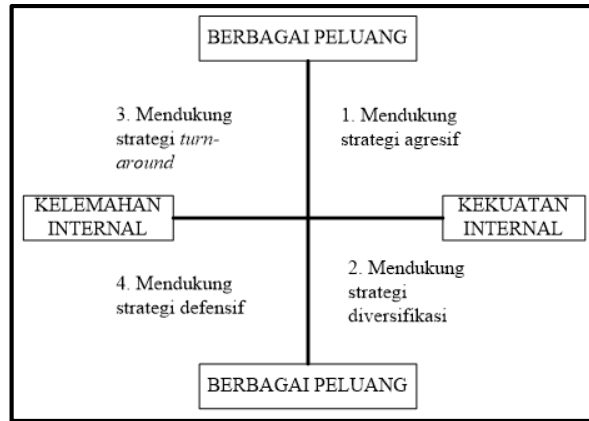 BERBAGAI PELUANG
3. Mendukung
strategi turn-
around
1. Mendukung
strategi agresif
KELEMAHAN
INTERNAL
KEKUATAN
INTERNAL
4. Mendukung
strategi defensif
2. Mendukung
strategi
diversifikasi
BERBAGAI PELUANG